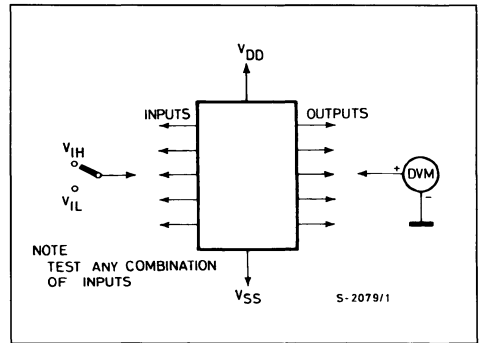 VDD
INPUTS
OUTPUTS
VIH
VIL
+
DVM
-
NOTE
TEST ANY COMBINATION
OF INPUTS
VSS
S-2079/1